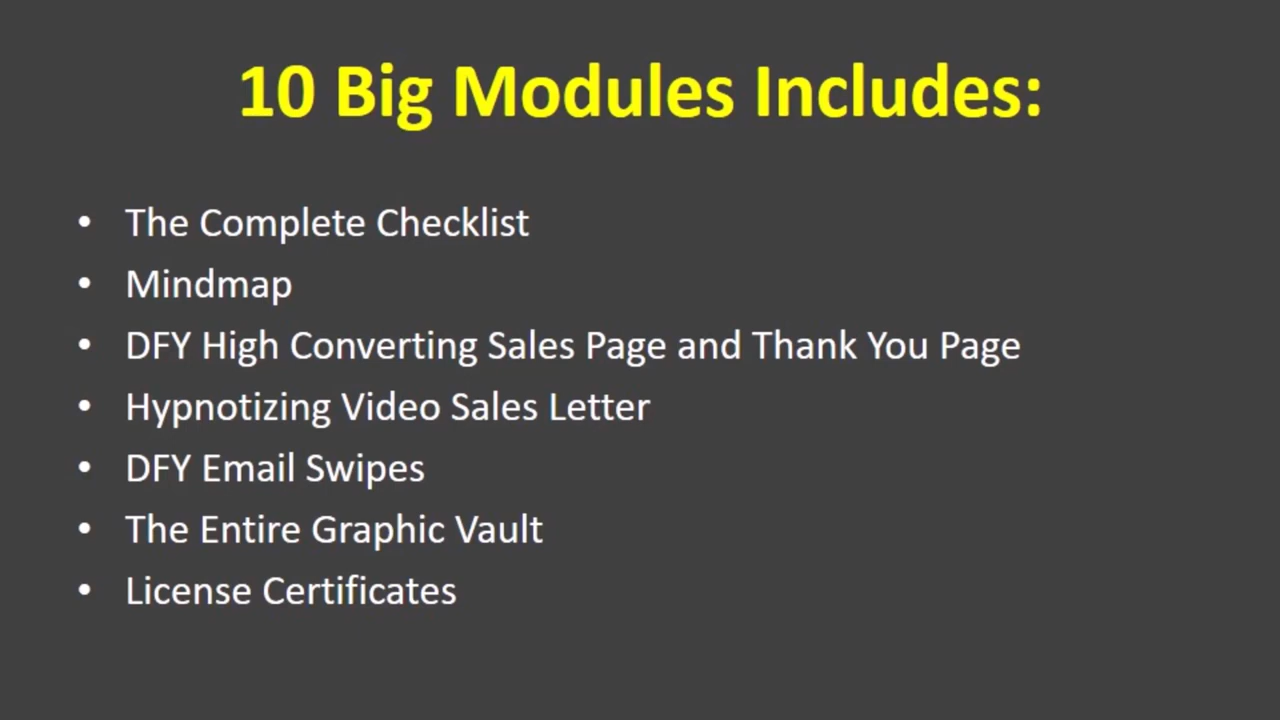 10 Big Modules Includes:
• The Complete Checklist
• Mindmap
• DFY High Converting Sales Page and Thank You Page
• Hypnotizing Video Sales Letter
• DFY Email Swipes
• The Entire Graphic Vault
• License Certificates